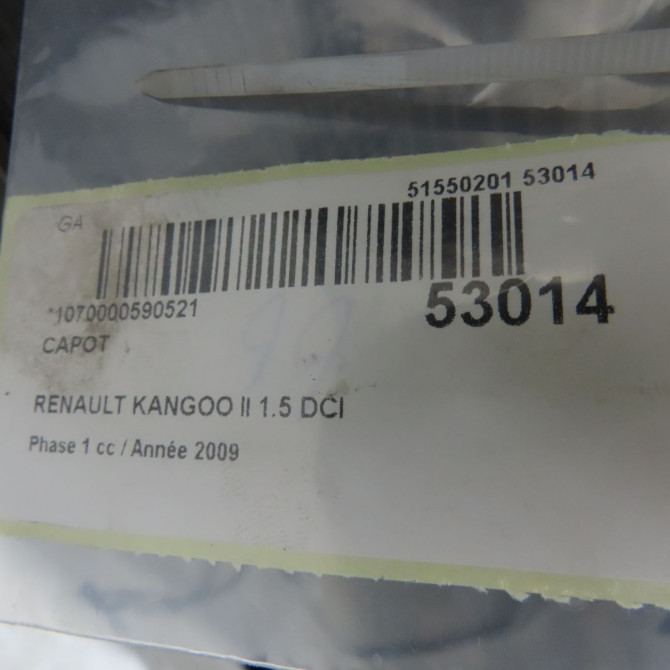 51550201 53014
GA
*1070000590521
53014
CAPOT
RENAULT KANGOO II 1.5 DCI
Phase 1 cc / Année 2009